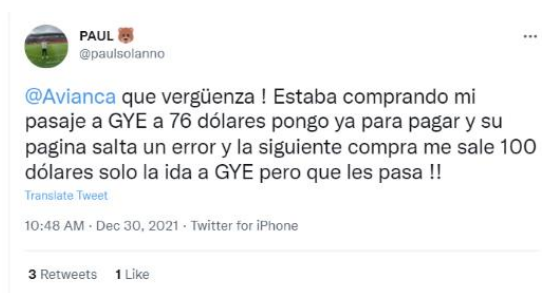 PAUL 🐻
@paulsolanno
@Avianca que vergüenza ! Estaba comprando mi
pasaje a GYE a 76 dólares pongo ya para pagar y su
pagina salta un error y la siguiente compra me sale 100
dólares solo la ida a GYE pero que les pasa !!
Translate Tweet
10:48 AM · Dec 30, 2021 · Twitter for iPhone
3 Retweets 1 Like